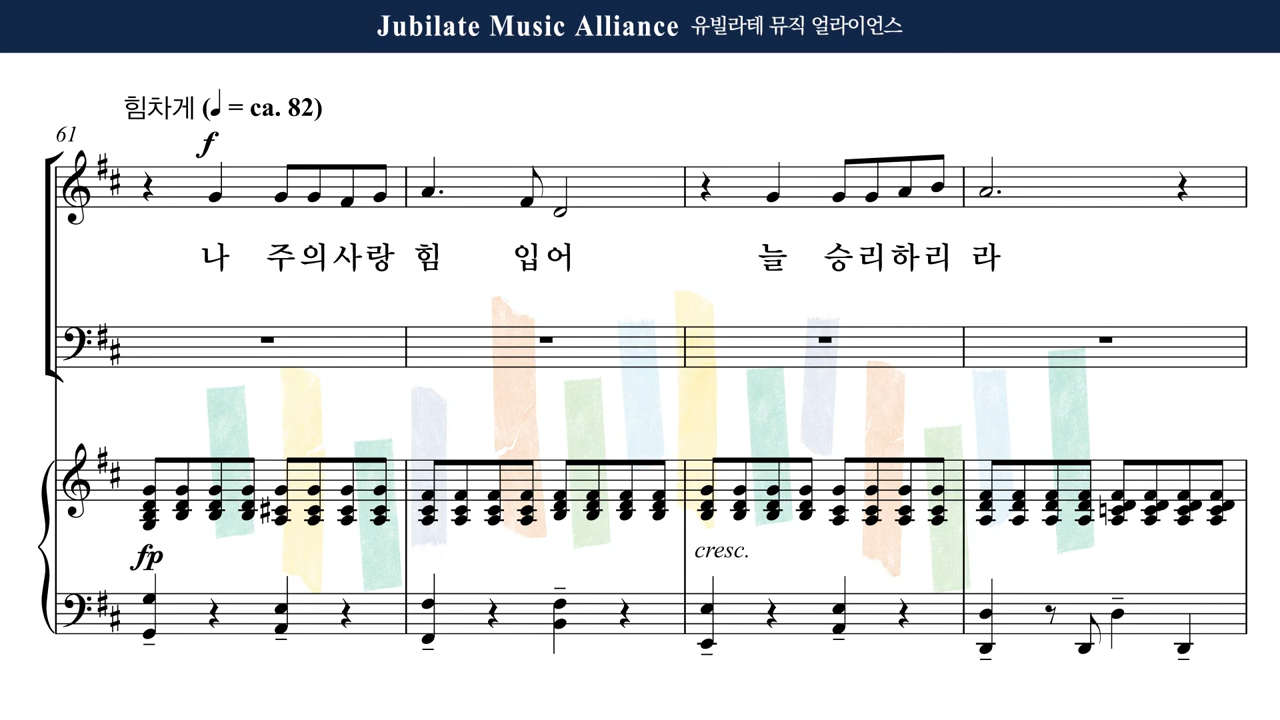 Jubilate Music Alliance 유빌라테 뮤직 얼라이언스
힘차게 (♩ = ca. 82)
61
f
나 주의사랑 힘 입어 늘 승리하리 라
fp
cresc.